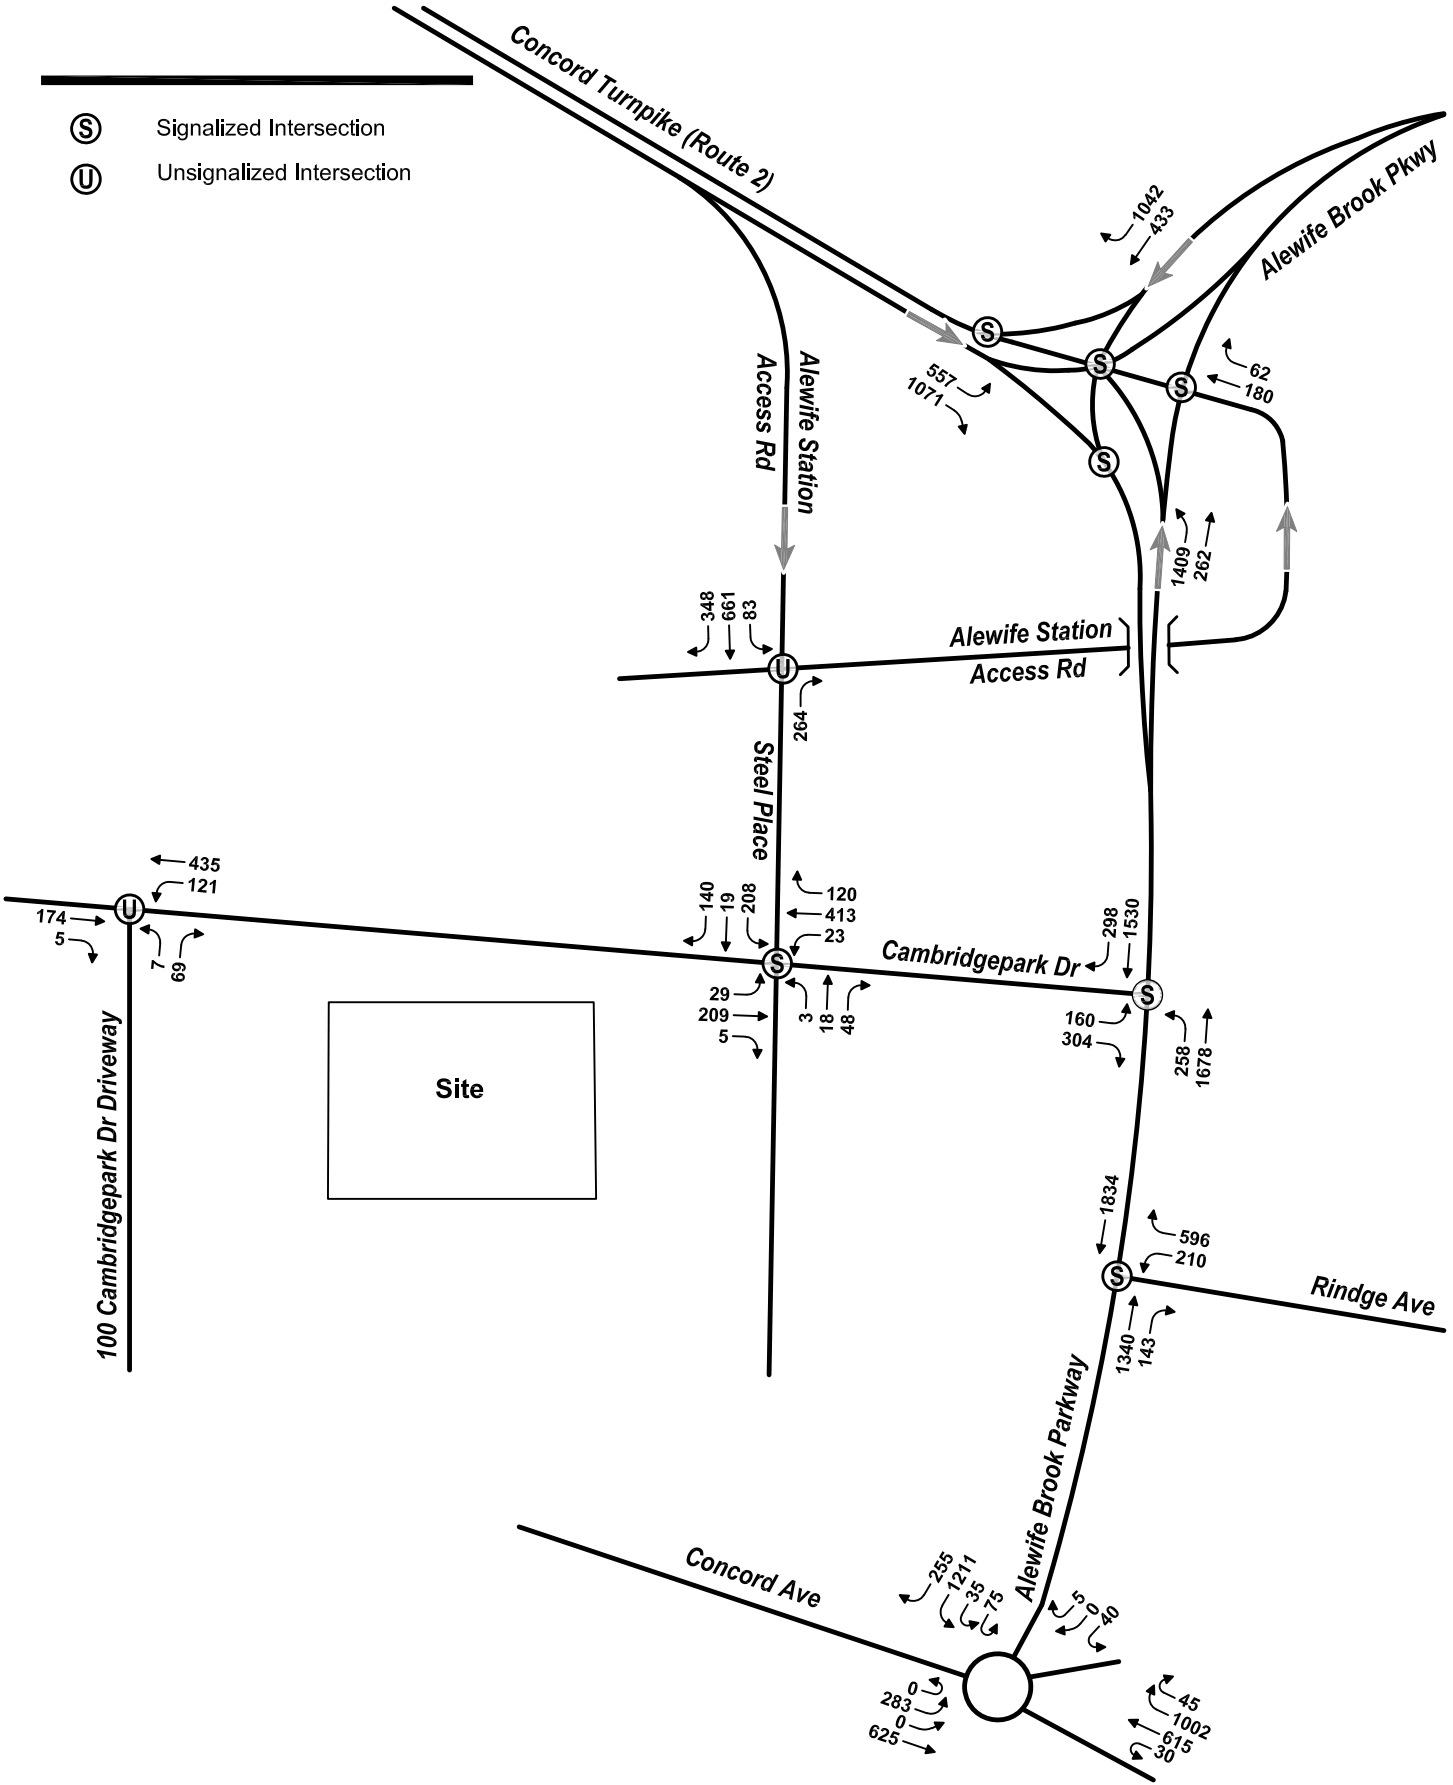 Concord Turnpike (Route 2)
S
Signalized Intersection
U
Unsignalized Intersection
Alewife Brook Pkwy
1042
433
S
S
S
S
62
180
557
1071
Alewife Station
Access Rd
1409
262
348
661
83
U
264
Alewife Station
Access Rd
Steel Place
435
121
U
174
5
7
69
140
19
208
120
413
23
S
29
209
5
3
18
48
Cambridgepark Dr
298
1530
S
160
304
258
1678
Site
100 Cambridgepark Dr Driveway
1834
596
210
S
Rindge Ave
1340
143
Alewife Brook Parkway
Concord Ave
255
1211
35
75
5
0
40
0
283
0
625
45
1002
615
30